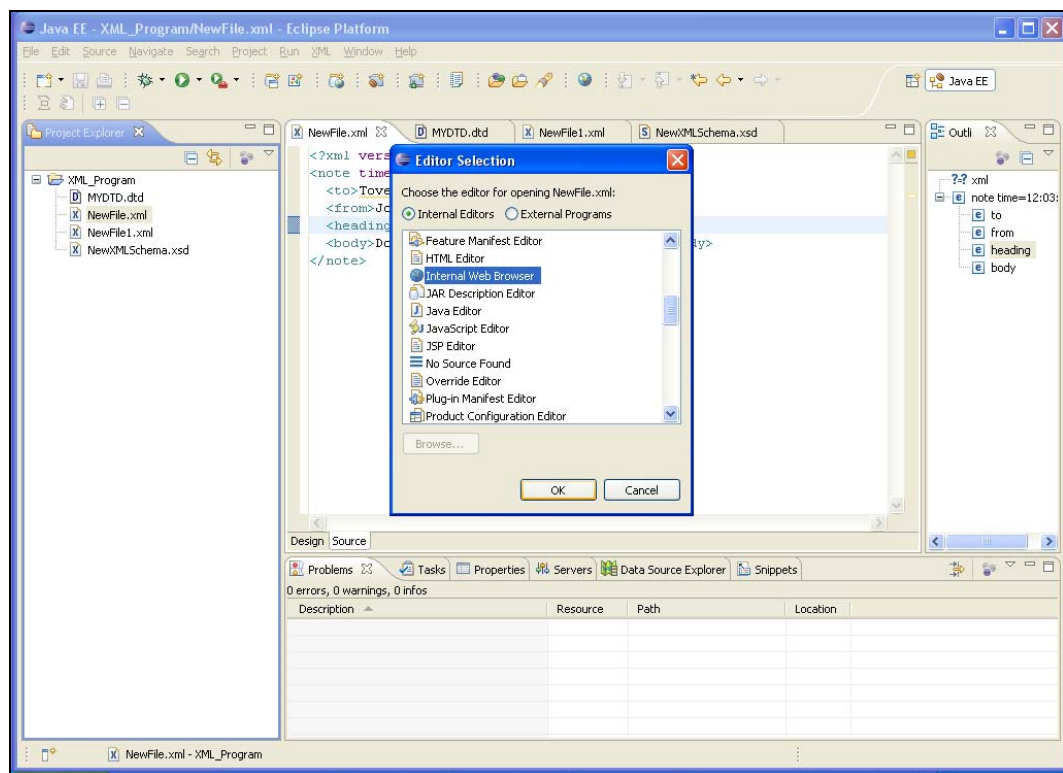 Java EE - XML_Program/NewFile.xml - Eclipse Platform
File Edit Source Navigate Search Project Run XML Window Help
Java EE
Project Explorer
XML_Program
MYDTD.dtd
NewFile.xml
NewFile1.xml
NewXMLSchema.xsd
NewFile.xml MYDTD.dtd NewFile1.xml NewXMLSchema.xsd
<?xml vers
<note time
<to>Tove
<from>Jo
<heading
<body>Do
</note>
Editor Selection
Choose the editor for opening NewFile.xml:
Internal Editors External Programs
Feature Manifest Editor
HTML Editor
Internal Web Browser
JAR Description Editor
Java Editor
JavaScript Editor
JSP Editor
No Source Found
Override Editor
Plug-in Manifest Editor
Product Configuration Editor
Browse...
OK Cancel
Design Source
Outli
?=? xml
e note time=12:03:
e to
e from
e heading
e body
Problems Tasks Properties Servers Data Source Explorer Snippets
0 errors, 0 warnings, 0 infos
Description Resource Path Location
NewFile.xml - XML_Program